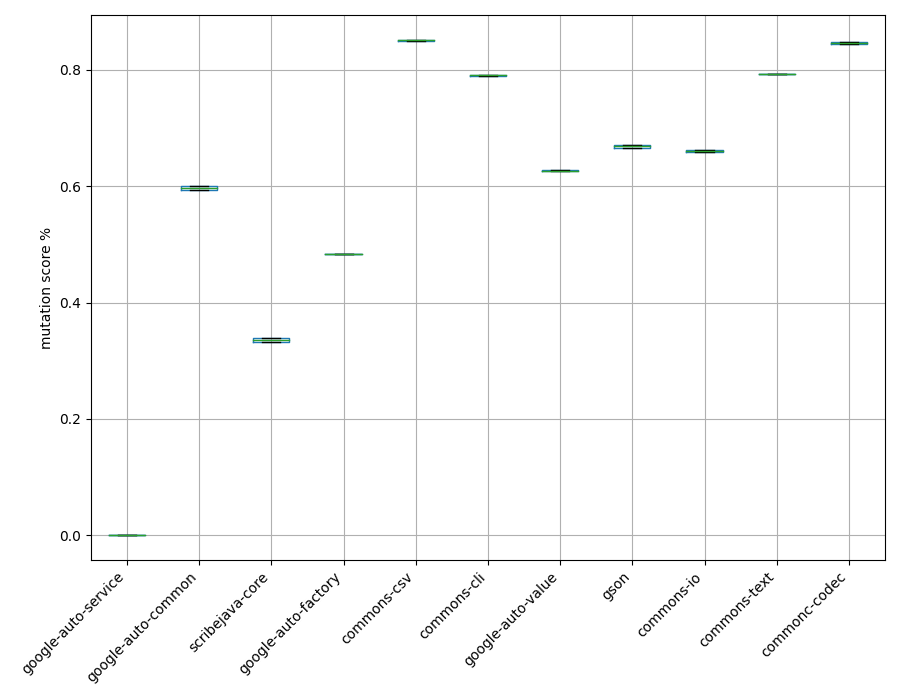 mutation score %
0.8
0.6
0.4
0.2
0.0
google-auto-service
google-auto-common
scribejava-core
google-auto-factory
commons-csv
commons-cli
google-auto-value
gson
commons-io
commons-text
commonc-codec